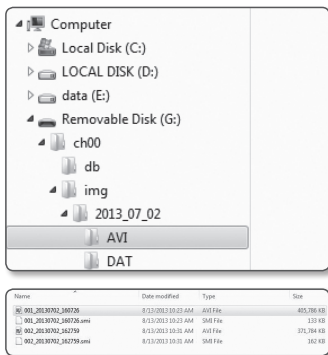 Computer
Local Disk (C:)
LOCAL DISK (D:)
data (E:)
Removable Disk (G:)
ch00
db
img
2013_07_02
AVI
DAT
Name Date modified Type Size
001_20130702_160726 8/13/2013 10:23 AM AVI File 465,786 KB
001_20130702_160726.smi 8/13/2013 10:23 AM SMI File 133 KB
002_20130702_162759 8/13/2013 10:31 AM AVI File 371,784 KB
002_20130702_162759.smi 8/13/2013 10:31 AM SMI File 162 KB